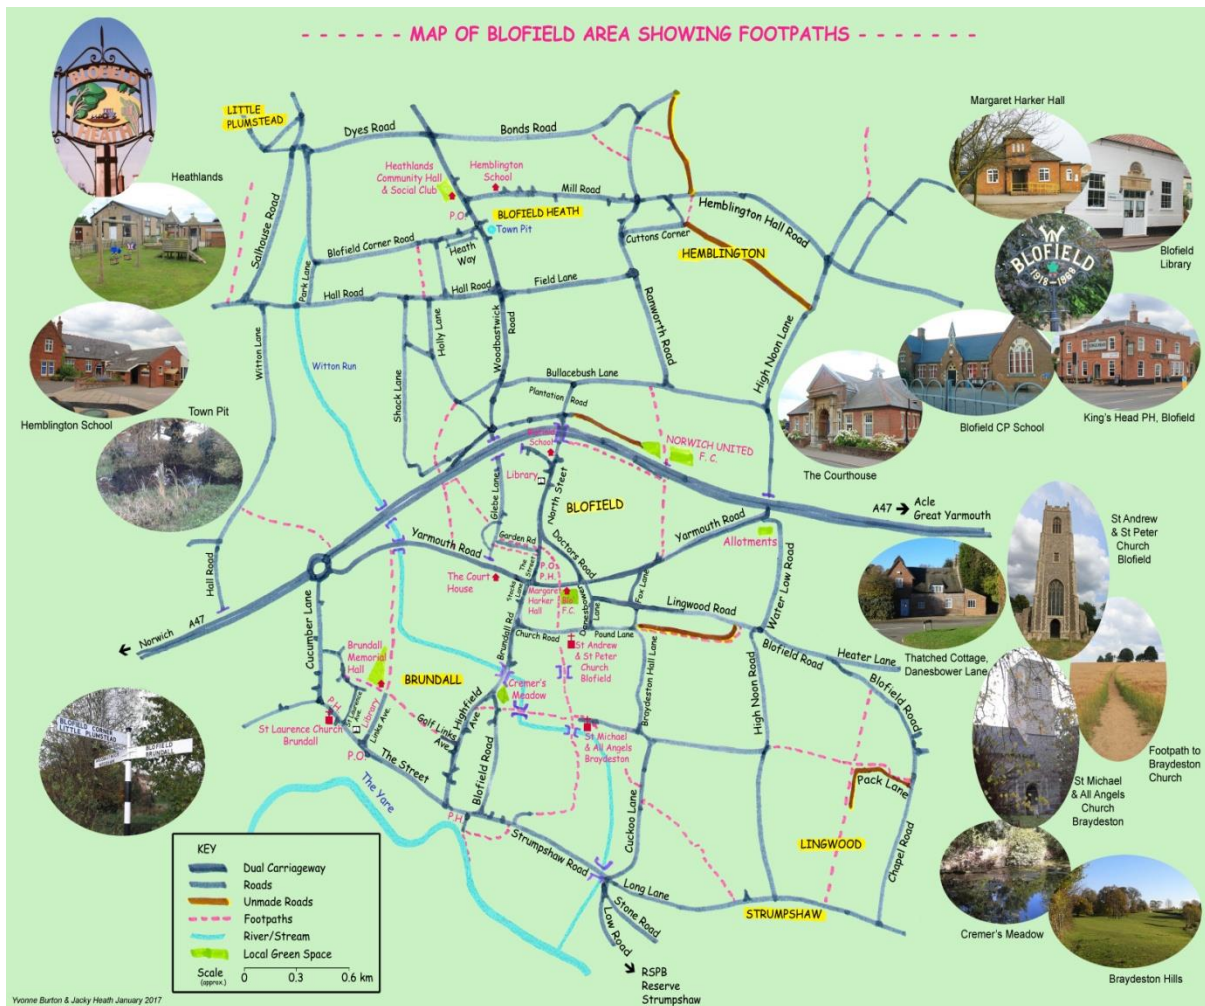 - - - - - - MAP OF BLOFIELD AREA SHOWING FOOTPATHS - - - - - - -
BLOFIELD
HEATH
Heathlands
Hemblington School
Town Pit
BLOFIELD CORNER
LITTLE PLUMSTEAD
BLOFIELD
BRUNDALL
LITTLE
PLUMSTEAD
Dyes Road
Bonds Road
Salhouse Road
Heathlands
Community Hall
& Social Club
Hemblington
School
Mill Road
P.O.
BLOFIELD HEATH
Town Pit
Hemblington Hall Road
Cuttons Corner
HEMBLINGTON
Park Lane
Blofield Corner Road
Heath
Way
Hall Road
Hall Road
Field Lane
Witton Lane
Witton Run
Shack Lane
Holly Lane
Woodbastwick
Road
Ranworth Road
High Noon Lane
Bullacebush Lane
Plantation Road
School
NORWICH UNITED
F. C.
Library
Glebe Lane
North Steet
BLOFIELD
A47
Acle
Great Yarmouth
Yarmouth Road
Yarmouth Road
Allotments
Garden Rd
The Street
Doctors Road
P.O.
P.H.
Hall Road
The Court
House
Stocks Lane
Margaret
Harker
Hall
F.C.
Danesbower
Lane
Fox Lane
Lingwood Road
Water Low Road
Norwich
A47
Cucumber Lane
Brundall Rd
Church Road
Pound Lane
St Andrew
& St Peter
Church
Blofield
Blofield Road
Heater Lane
Blofield Road
Brundall
Memorial
Hall
BRUNDALL
Cremer's
Meadow
Braydeston Hall Lane
High Noon Road
P.H.
St Laurence Ave.
Library
Links Ave.
Golf Links
Ave
Highfield
Ave
St Laurence Church
Brundall
St Michael
& All Angels
Braydeston
P.O.
The Street
Blofield Road
The Yare
P.H.
Strumpshaw Road
Cuckoo Lane
Pack Lane
LINGWOOD
Chapel Road
Long Lane
STRUMPSHAW
Stone Road
Low Road
RSPB
Reserve
Strumpshaw
KEY
Dual Carriageway
Roads
Unmade Roads
Footpaths
River/Stream
Local Green Space
Scale
(approx.)
0 0.3 0.6 km
Margaret Harker Hall
Blofield
Library
BLOFIELD
1918-1968
King's Head PH, Blofield
Blofield CP School
The Courthouse
St Andrew
& St Peter
Church
Blofield
Thatched Cottage,
Danesbower Lane
Footpath to
Braydeston
Church
St Michael
& All Angels
Church
Braydeston
Cremer's Meadow
Braydeston Hills
Yvonne Burton & Jacky Heath January 2017